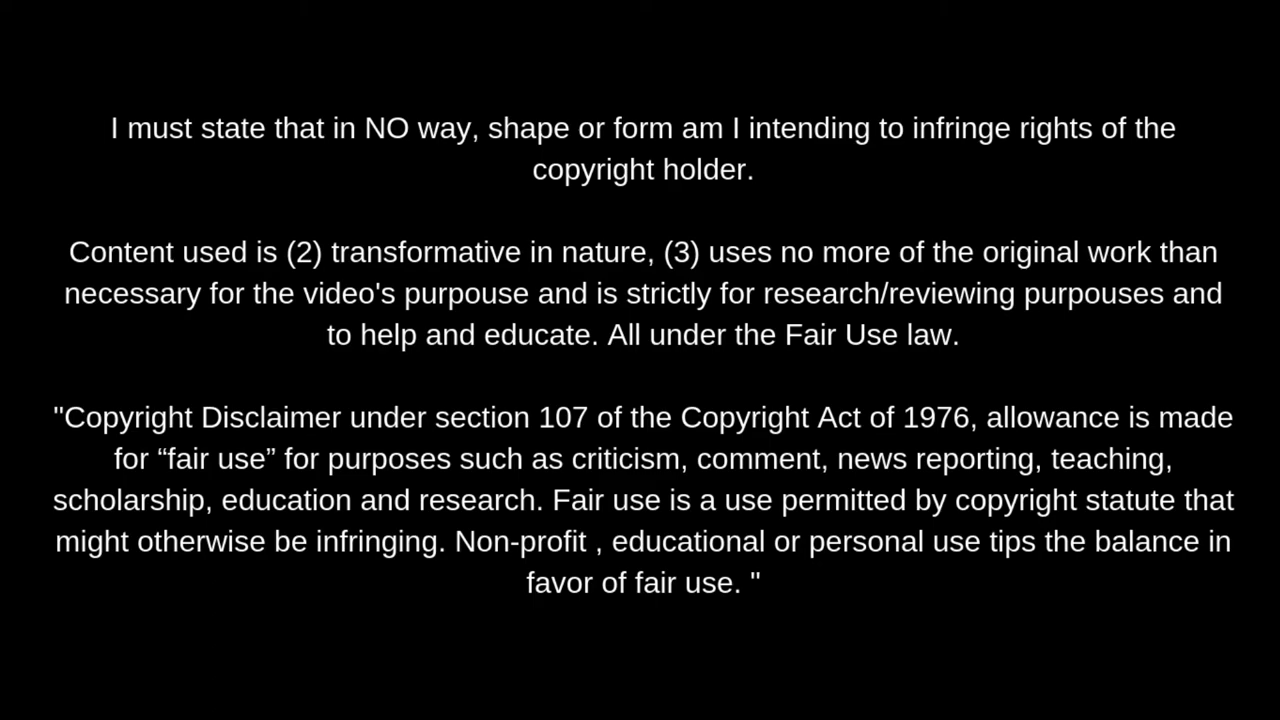 I must state that in NO way, shape or form am I intending to infringe rights of the
copyright holder.
Content used is (2) transformative in nature, (3) uses no more of the original work than
necessary for the video's purpouse and is strictly for research/reviewing purpouses and
to help and educate. All under the Fair Use law.
"Copyright Disclaimer under section 107 of the Copyright Act of 1976, allowance is made
for “fair use” for purposes such as criticism, comment, news reporting, teaching,
scholarship, education and research. Fair use is a use permitted by copyright statute that
might otherwise be infringing. Non-profit , educational or personal use tips the balance in
favor of fair use. "